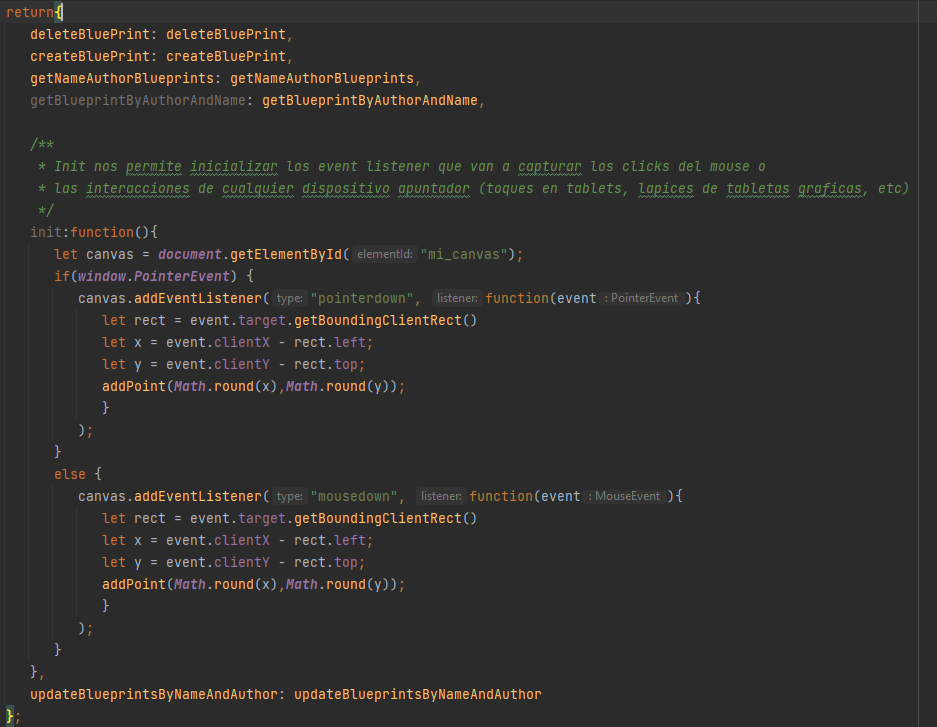 return{
deleteBluePrint: deleteBluePrint,
createBluePrint: createBluePrint,
getNameAuthorBlueprints: getNameAuthorBlueprints,
getBlueprintByAuthorAndName: getBlueprintByAuthorAndName,
/**
* Init nos permite inicializar los event listener que van a capturar los clicks del mouse o
* las interacciones de cualquier dispositivo apuntador (toques en tablets, lapices de tabletas graficas, etc)
*/
init:function(){
let canvas = document.getElementById( elementId: "mi_canvas");
if(window.PointerEvent) {
canvas.addEventListener( type: "pointerdown", listener: function(event : PointerEvent ){
let rect = event.target.getBoundingClientRect()
let x = event.clientX - rect.left;
let y = event.clientY - rect.top;
addPoint(Math.round(x),Math.round(y));
}
);
}
else {
canvas.addEventListener( type: "mousedown", listener: function(event : MouseEvent ){
let rect = event.target.getBoundingClientRect()
let x = event.clientX - rect.left;
let y = event.clientY - rect.top;
addPoint(Math.round(x),Math.round(y));
}
);
}
},
updateBlueprintsByNameAndAuthor: updateBlueprintsByNameAndAuthor
};